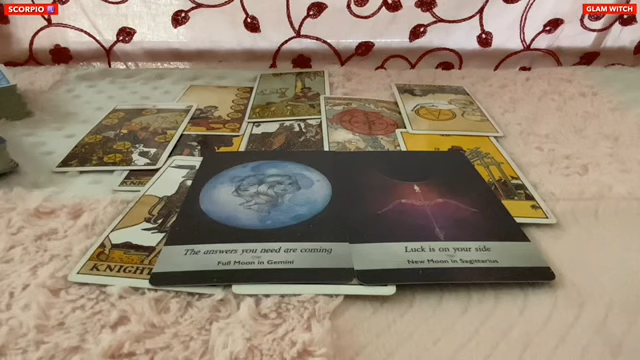 SCORPIO ♏
GLAM WITCH
KNIGHT
KNIGHT
The answers you need are coming
Full Moon in Gemini
Luck is on your side
New Moon in Sagittarius